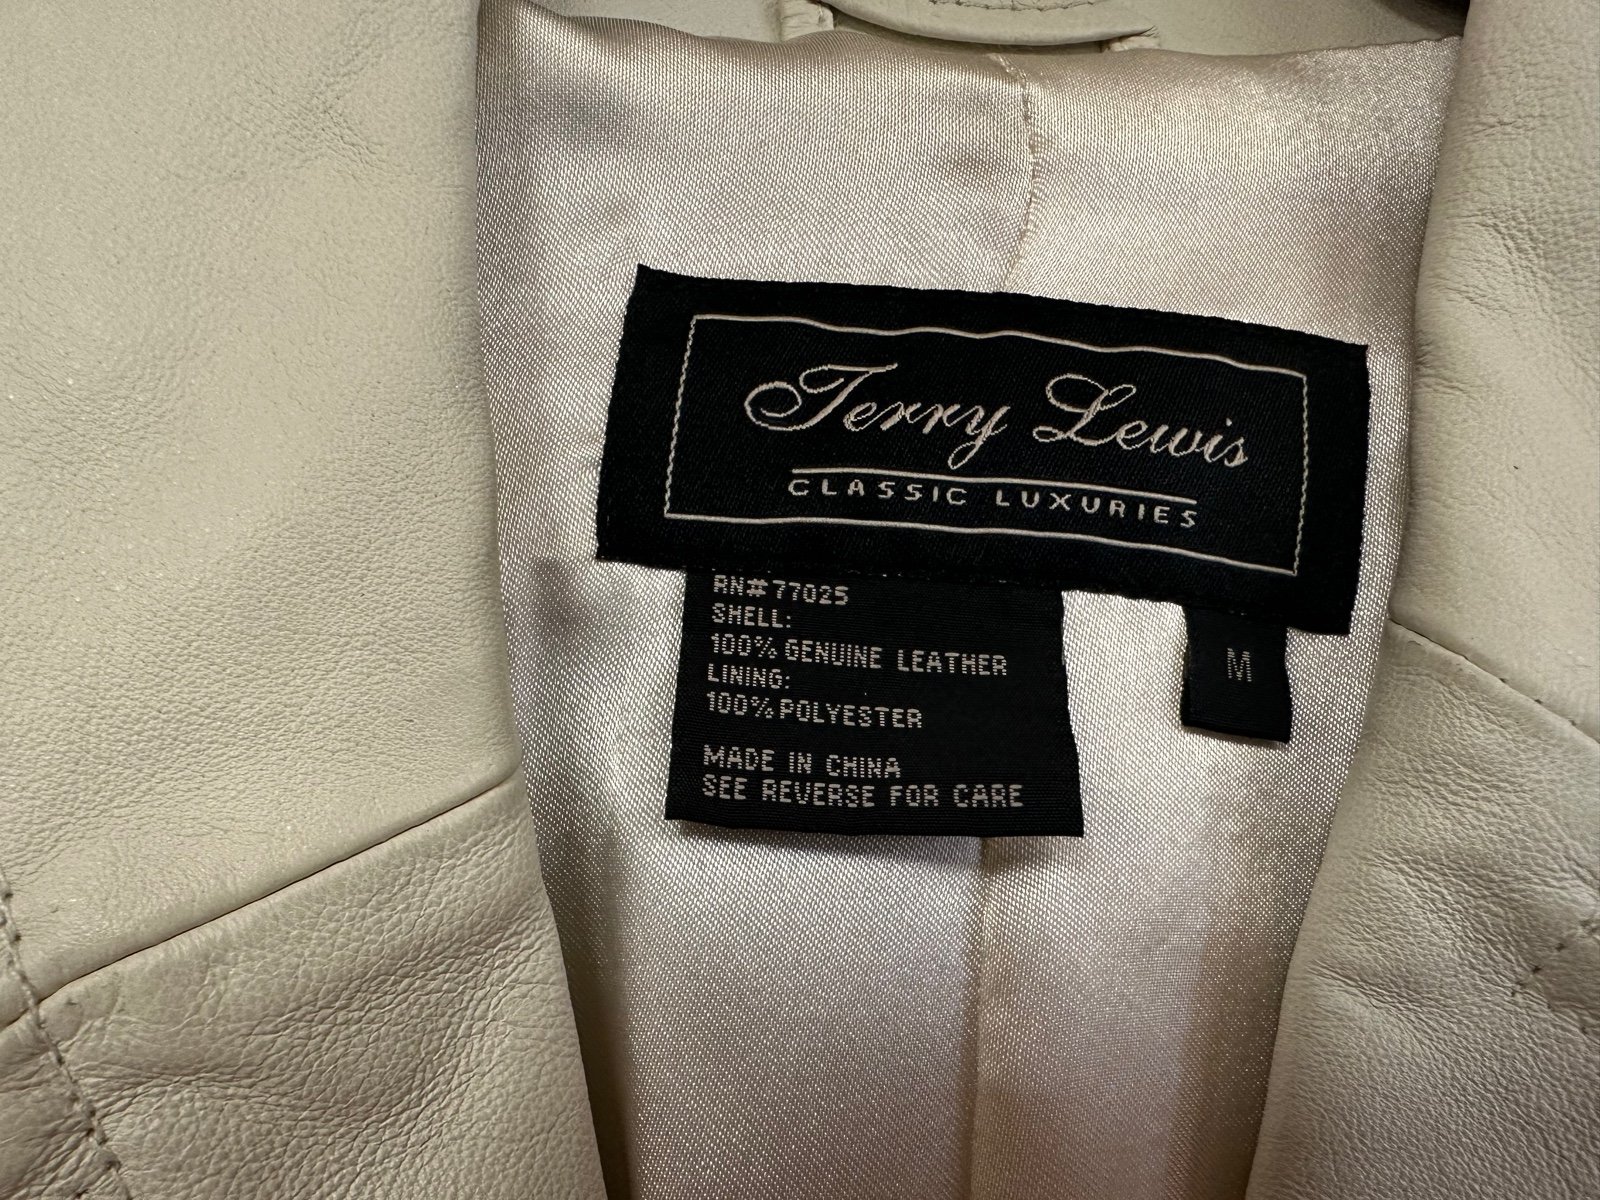 Terry Lewis
CLASSIC LUXURIES
RN#77025
SHELL:
100% GENUINE LEATHER
LINING:
100% POLYESTER
MADE IN CHINA
SEE REVERSE FOR CARE
M